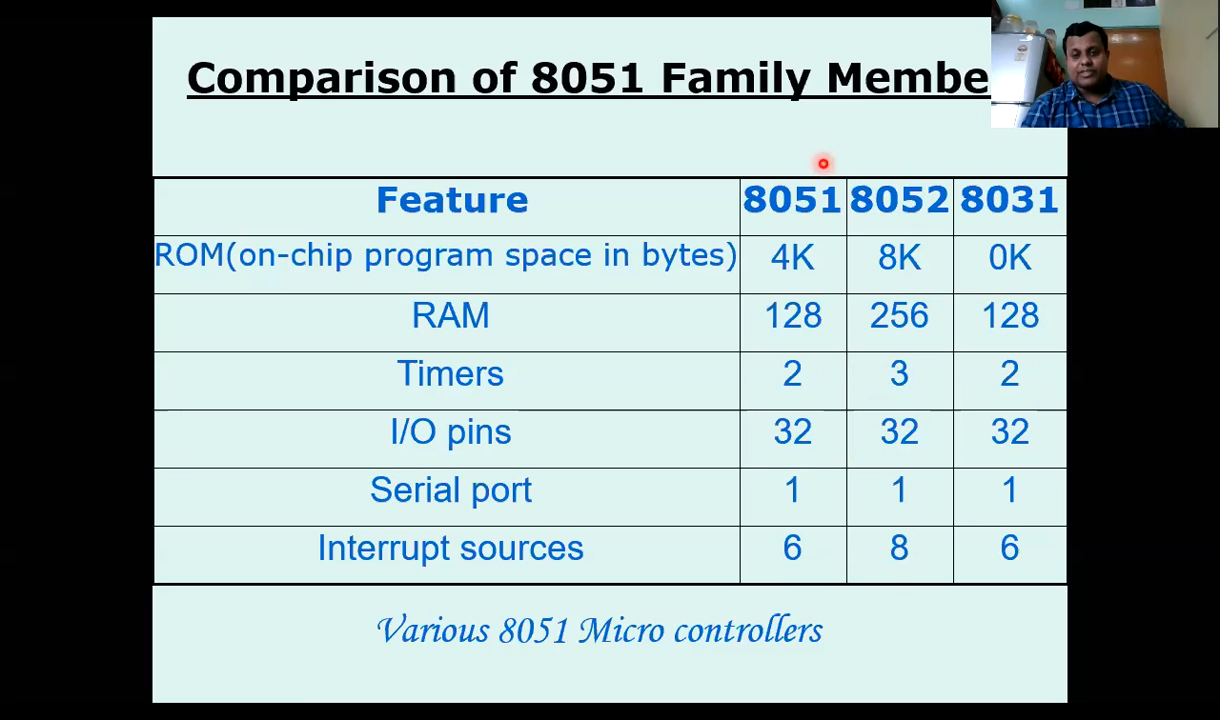 Comparison of 8051 Family Membe
Feature 8051 8052 8031
ROM(on-chip program space in bytes) 4K 8K 0K
RAM 128 256 128
Timers 2 3 2
I/O pins 32 32 32
Serial port 1 1 1
Interrupt sources 6 8 6
Various 8051 Micro controllers